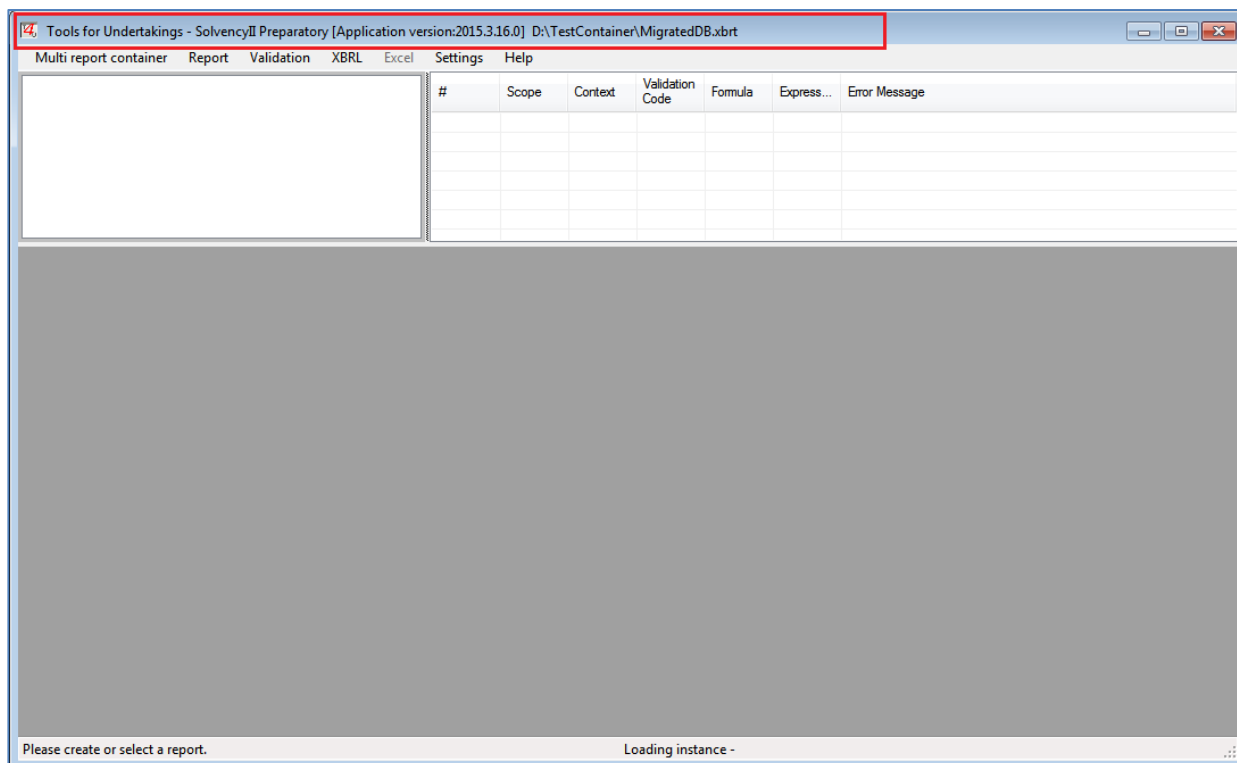 Tools for Undertakings - SolvencyII Preparatory [Application version:2015.3.16.0] D:\TestContainer\MigratedDB.xbrt
Multi report container Report Validation XBRL Excel Settings Help
# Scope Context Validation Code Formula Express... Error Message
Please create or select a report. Loading instance -